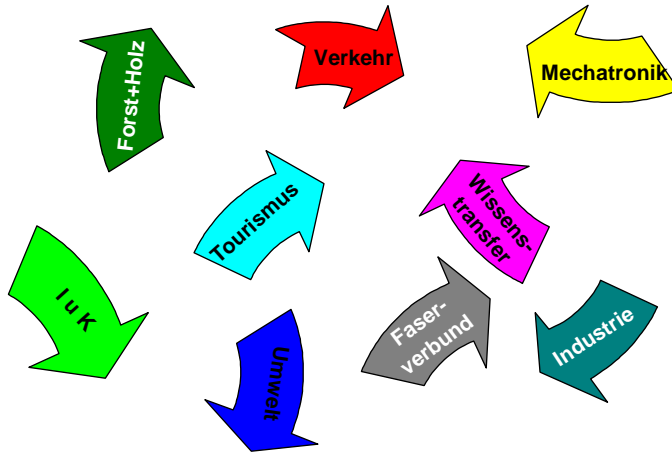 Forst+Holz
Verkehr
Mechatronik
Tourismus
Wissens-
transfer
I u K
Umwelt
Faser-
verbund
Industrie